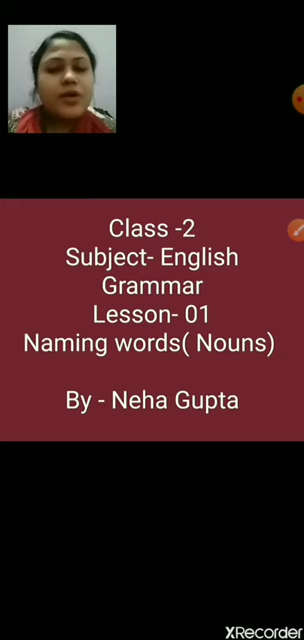 Class -2
Subject- English
Grammar
Lesson- 01
Naming words( Nouns)
By - Neha Gupta
XRecorder